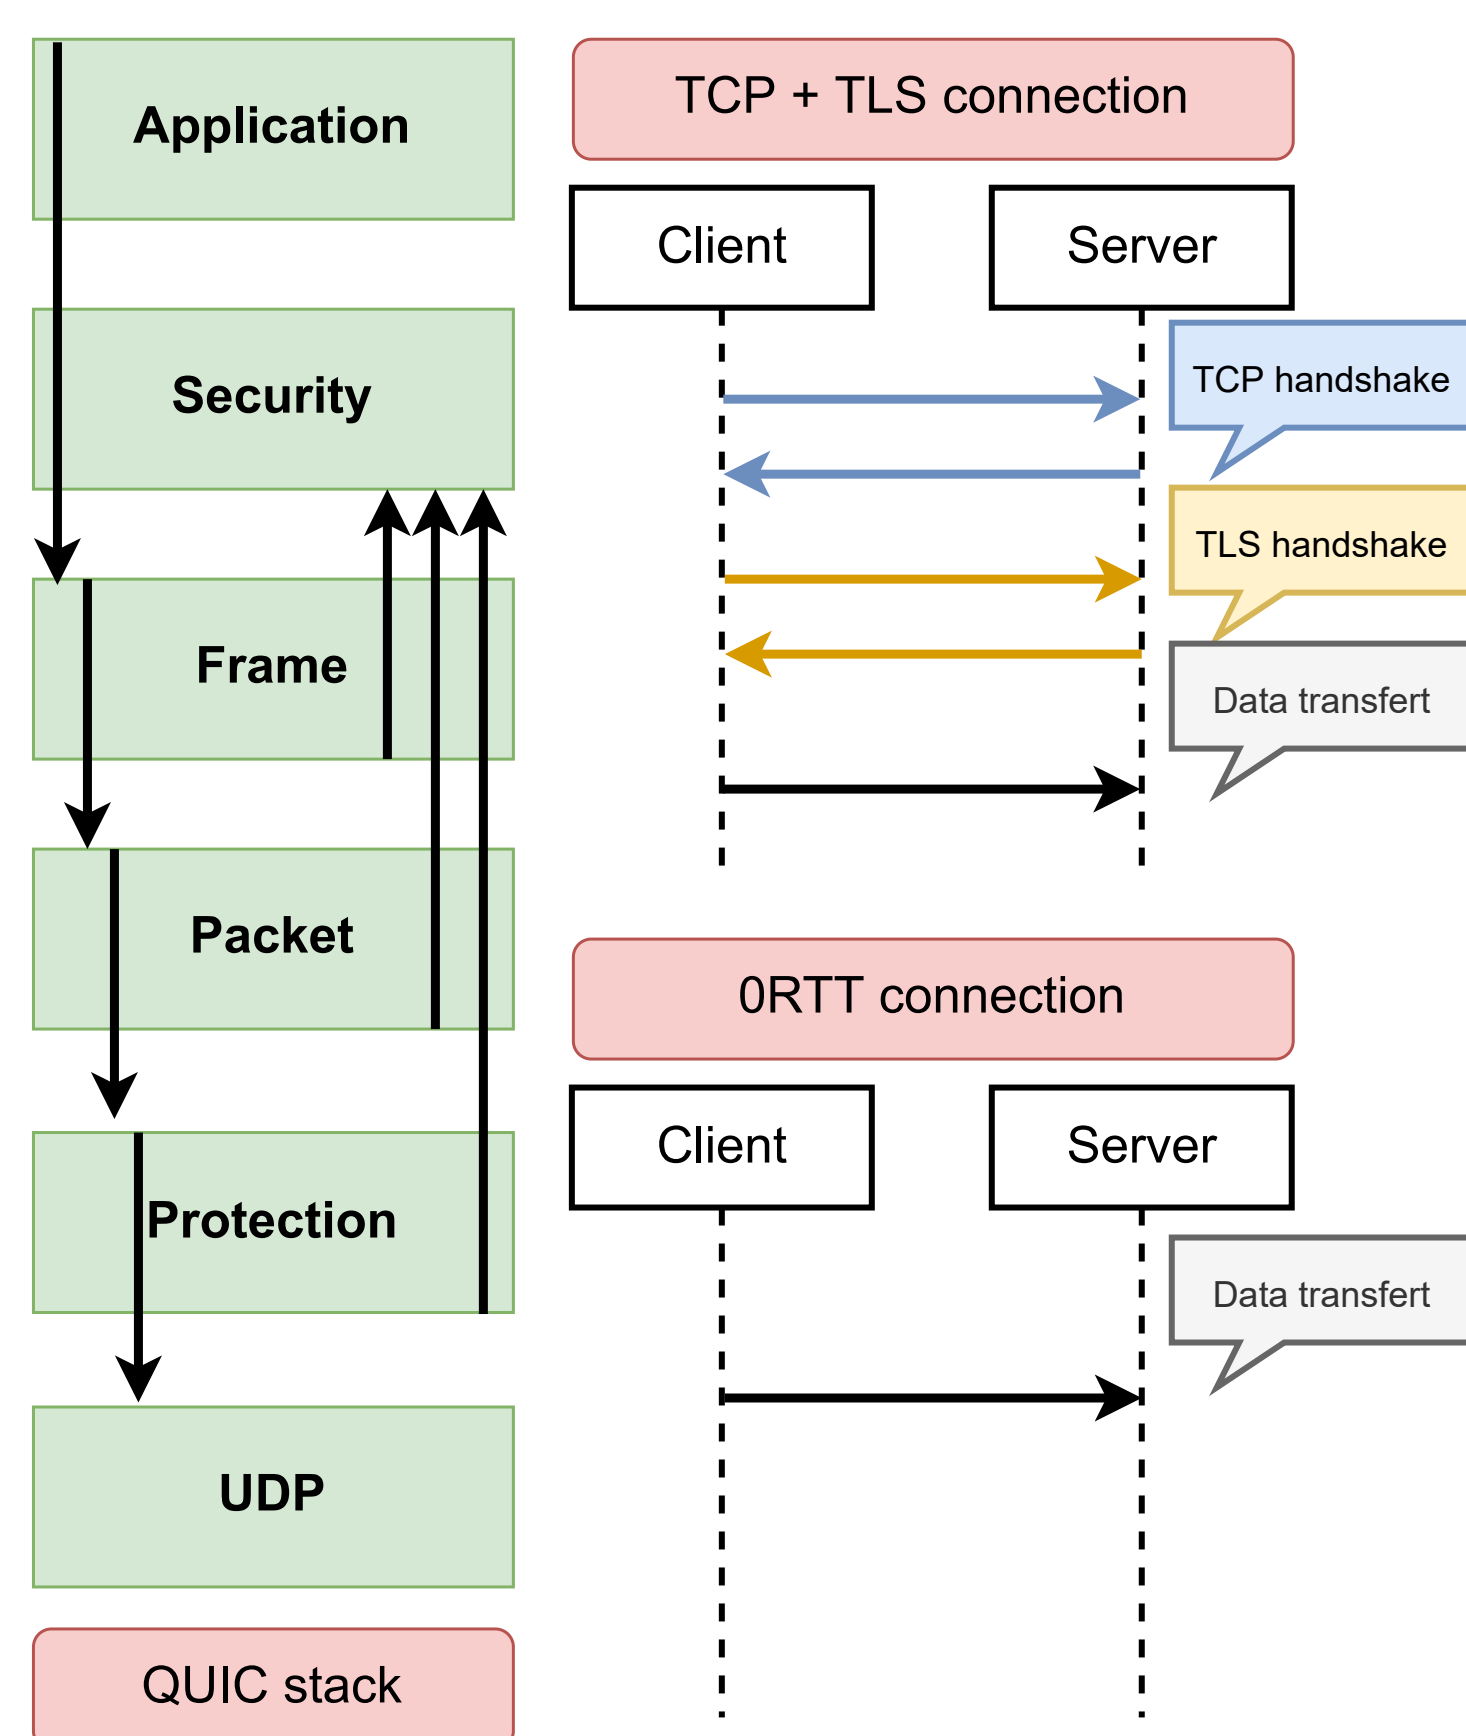 Application
Security
Frame
Packet
Protection
UDP
QUIC stack
TCP + TLS connection
Client
Server
TCP handshake
TLS handshake
Data transfert
0RTT connection
Client
Server
Data transfert